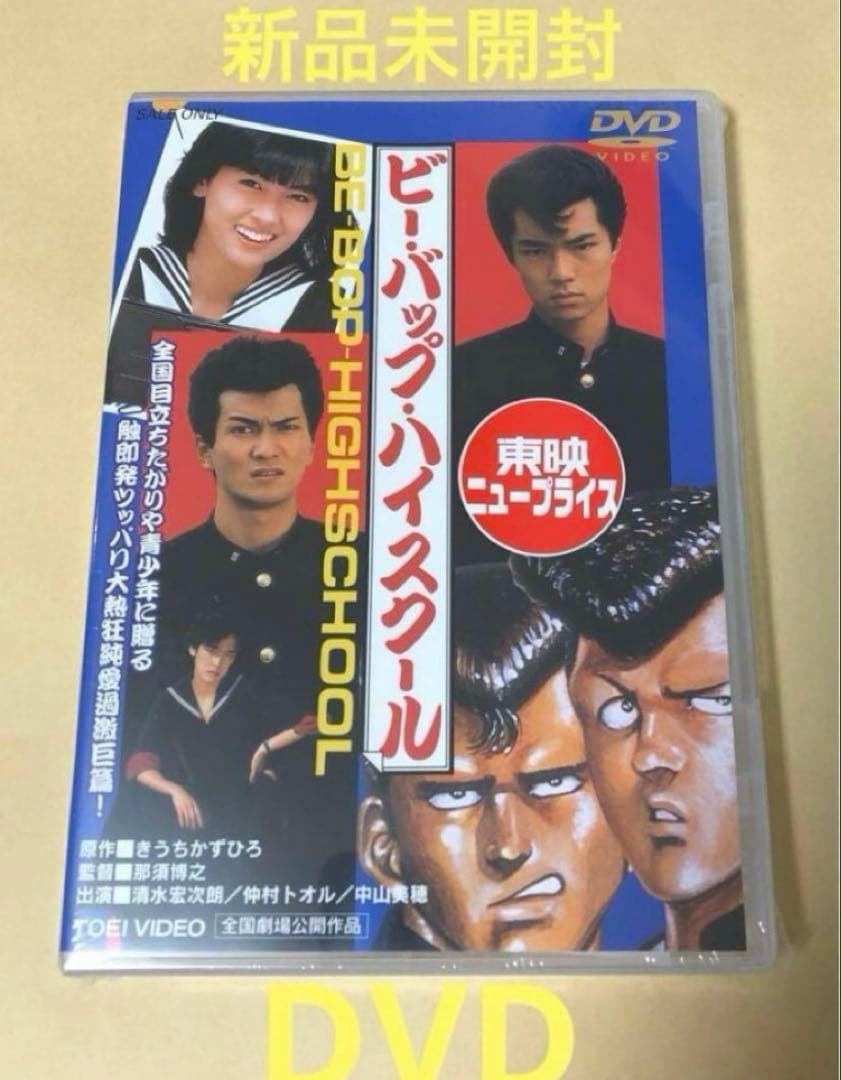 新品未開封
SALE ONLY
DVD
VIDEO
ビー・バップ・ハイスクール
BE-BOP-HIGHSCHOOL
東映
ニュープライス
全国目立ちたがりや青少年に贈る
一触即発ツッパリ大熱狂純愛過激巨篇!
原作■きうちかずひろ
監督■那須博之
出演■清水宏次朗/仲村トオル/中山美穂
TOEI VIDEO 全国劇場公開作品
DVD